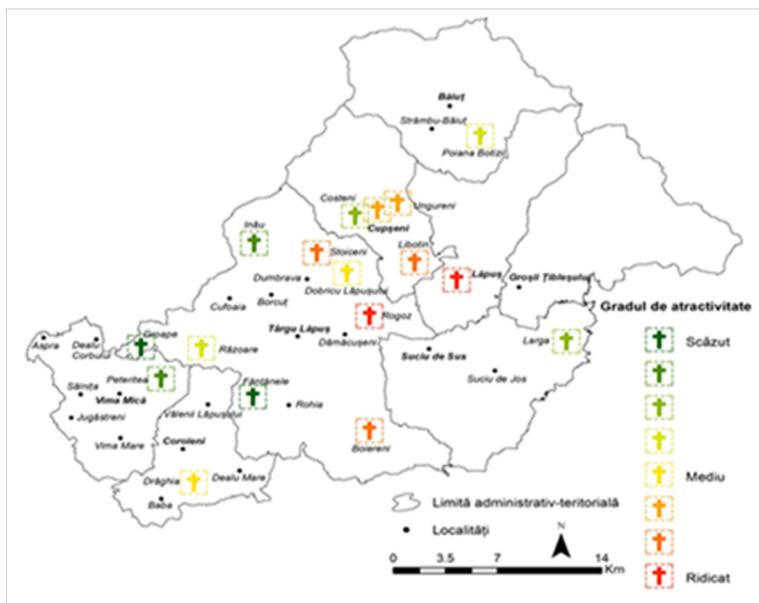 Băiuț
Strâmbu-Băiuț
Poiana Botizii
Costeni
Ungureni
Cupșeni
Inău
Stoiceni
Libotin
Lăpuș
Groșii Țibleșului
Dumbrava
Dobricu Lăpușului
Cufoaia
Borcuț
Rogoz
Târgu Lăpuș
Dămăcușeni
Aspra
Dealu
Corbului
Răzoare
Suciu de Sus
Larga
Suciu de Jos
Peteritea
Sălnița
Vima Mică
Fântânele
Jugăstreni
Vălenii Lăpușului
Rohia
Vima Mare
Coroieni
Boiereni
Drăghia
Dealu Mare
Baba
Gradul de atractivitate
Scăzut
Mediu
Ridicat
Limită administrativ-teritorială
Localități
N
0 3.5 7 14
Km